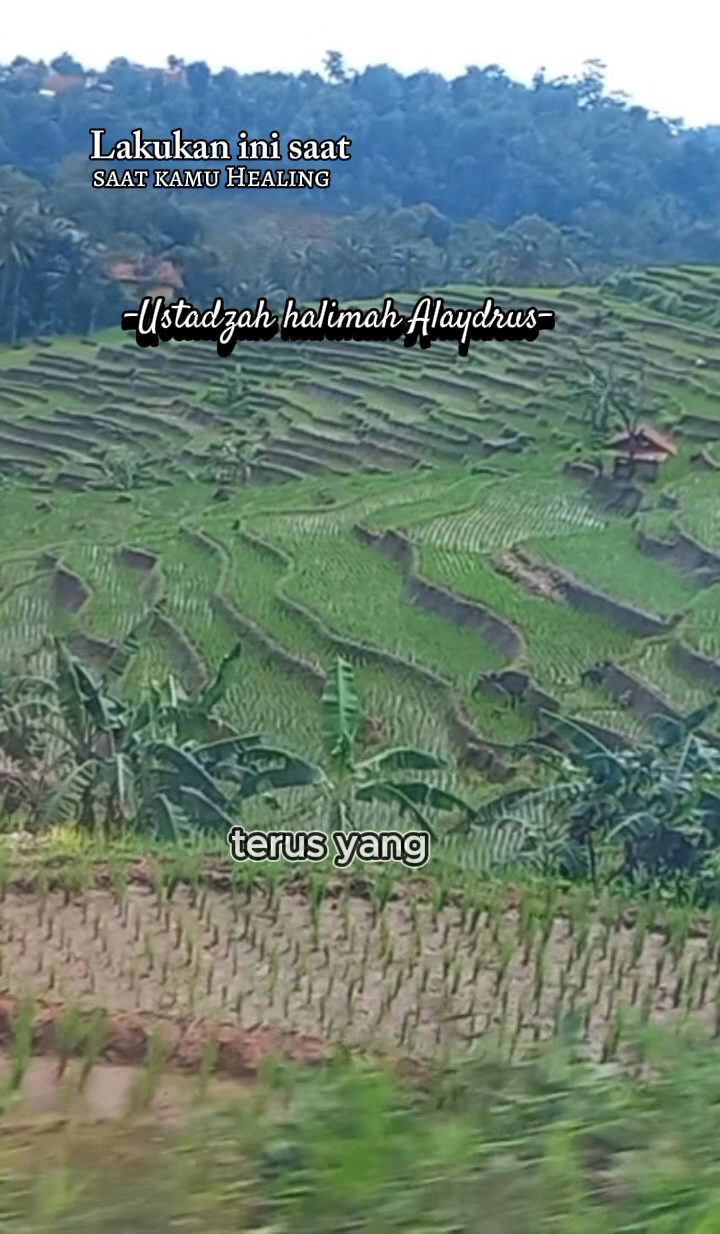 Lakukan ini saat
SAAT KAMU HEALING
-Ustadzah halimah Alaydrus-
terus yang